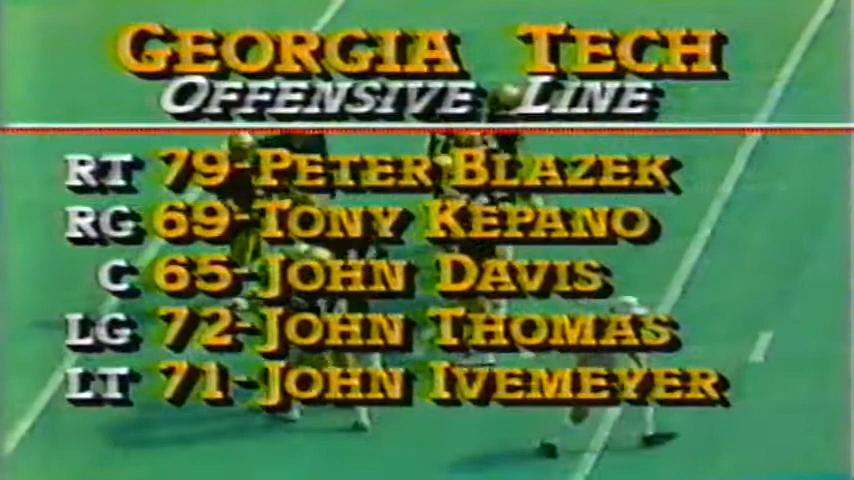 GEORGIA TECH
OFFENSIVE LINE
RT 79-PETER BLAZEK
RG 69-TONY KEPANO
C 65-JOHN DAVIS
LG 72-JOHN THOMAS
LT 71-JOHN IVEMEYER